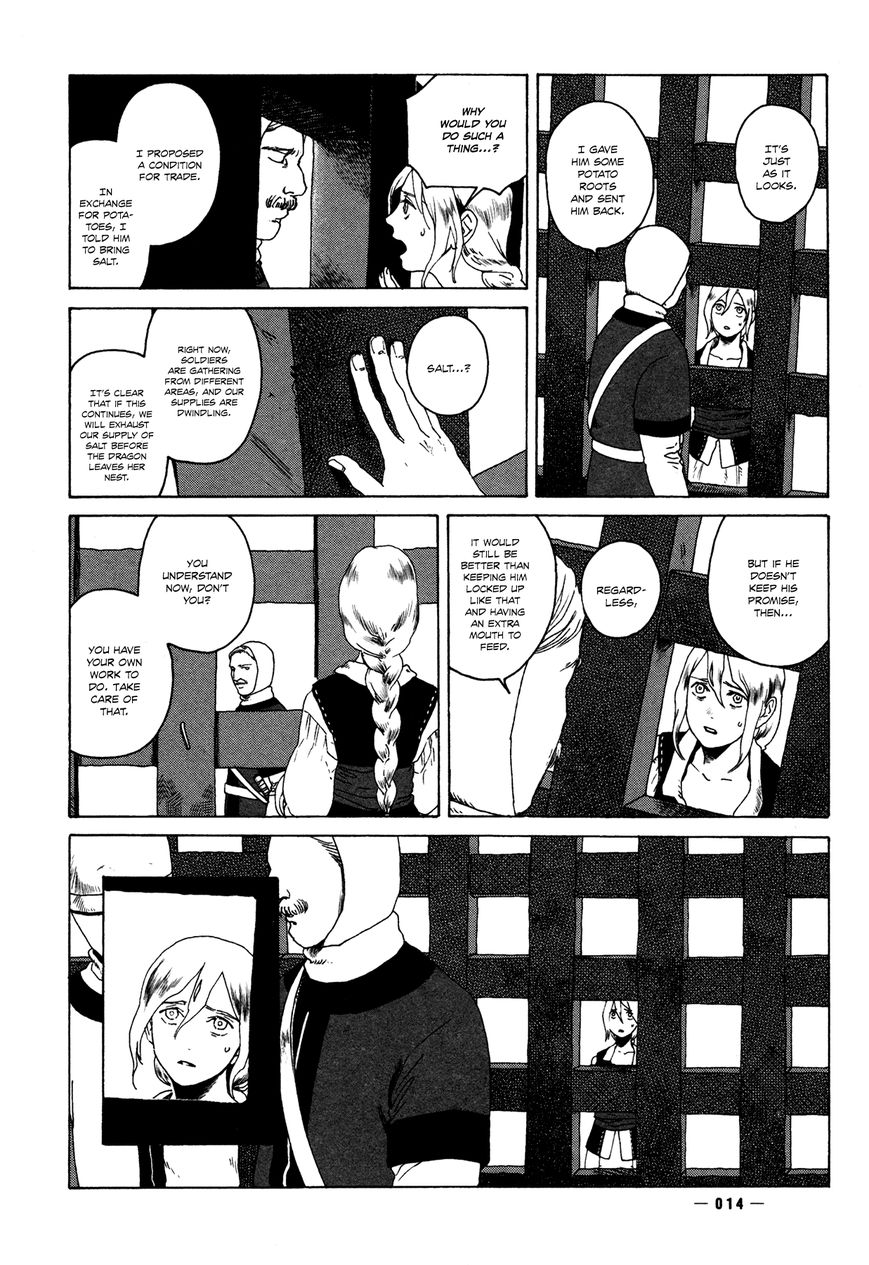 IT'S
JUST
AS IT
LOOKS.
I GAVE
HIM SOME
POTATO
ROOTS
AND SENT
HIM BACK.
WHY
WOULD YOU
DO SUCH A
THING...?
I PROPOSED
A CONDITION
FOR TRADE.
IN
EXCHANGE
FOR POTA-
TOES, I
TOLD HIM
TO BRING
SALT.
SALT...?
RIGHT NOW,
SOLDIERS
ARE GATHERING
FROM DIFFERENT
AREAS, AND OUR
SUPPLIES ARE
DWINDLING.
IT'S CLEAR
THAT IF THIS
CONTINUES, WE
WILL EXHAUST
OUR SUPPLY OF
SALT BEFORE
THE DRAGON
LEAVES HER
NEST.
BUT IF HE
DOESN'T
KEEP HIS
PROMISE,
THEN...
REGARD-
LESS,
IT WOULD
STILL BE
BETTER THAN
KEEPING HIM
LOCKED UP
LIKE THAT
AND HAVING
AN EXTRA
MOUTH TO
FEED.
YOU
UNDERSTAND
NOW, DON'T
YOU?
YOU HAVE
YOUR OWN
WORK TO
DO. TAKE
CARE OF
THAT.
— 014 —